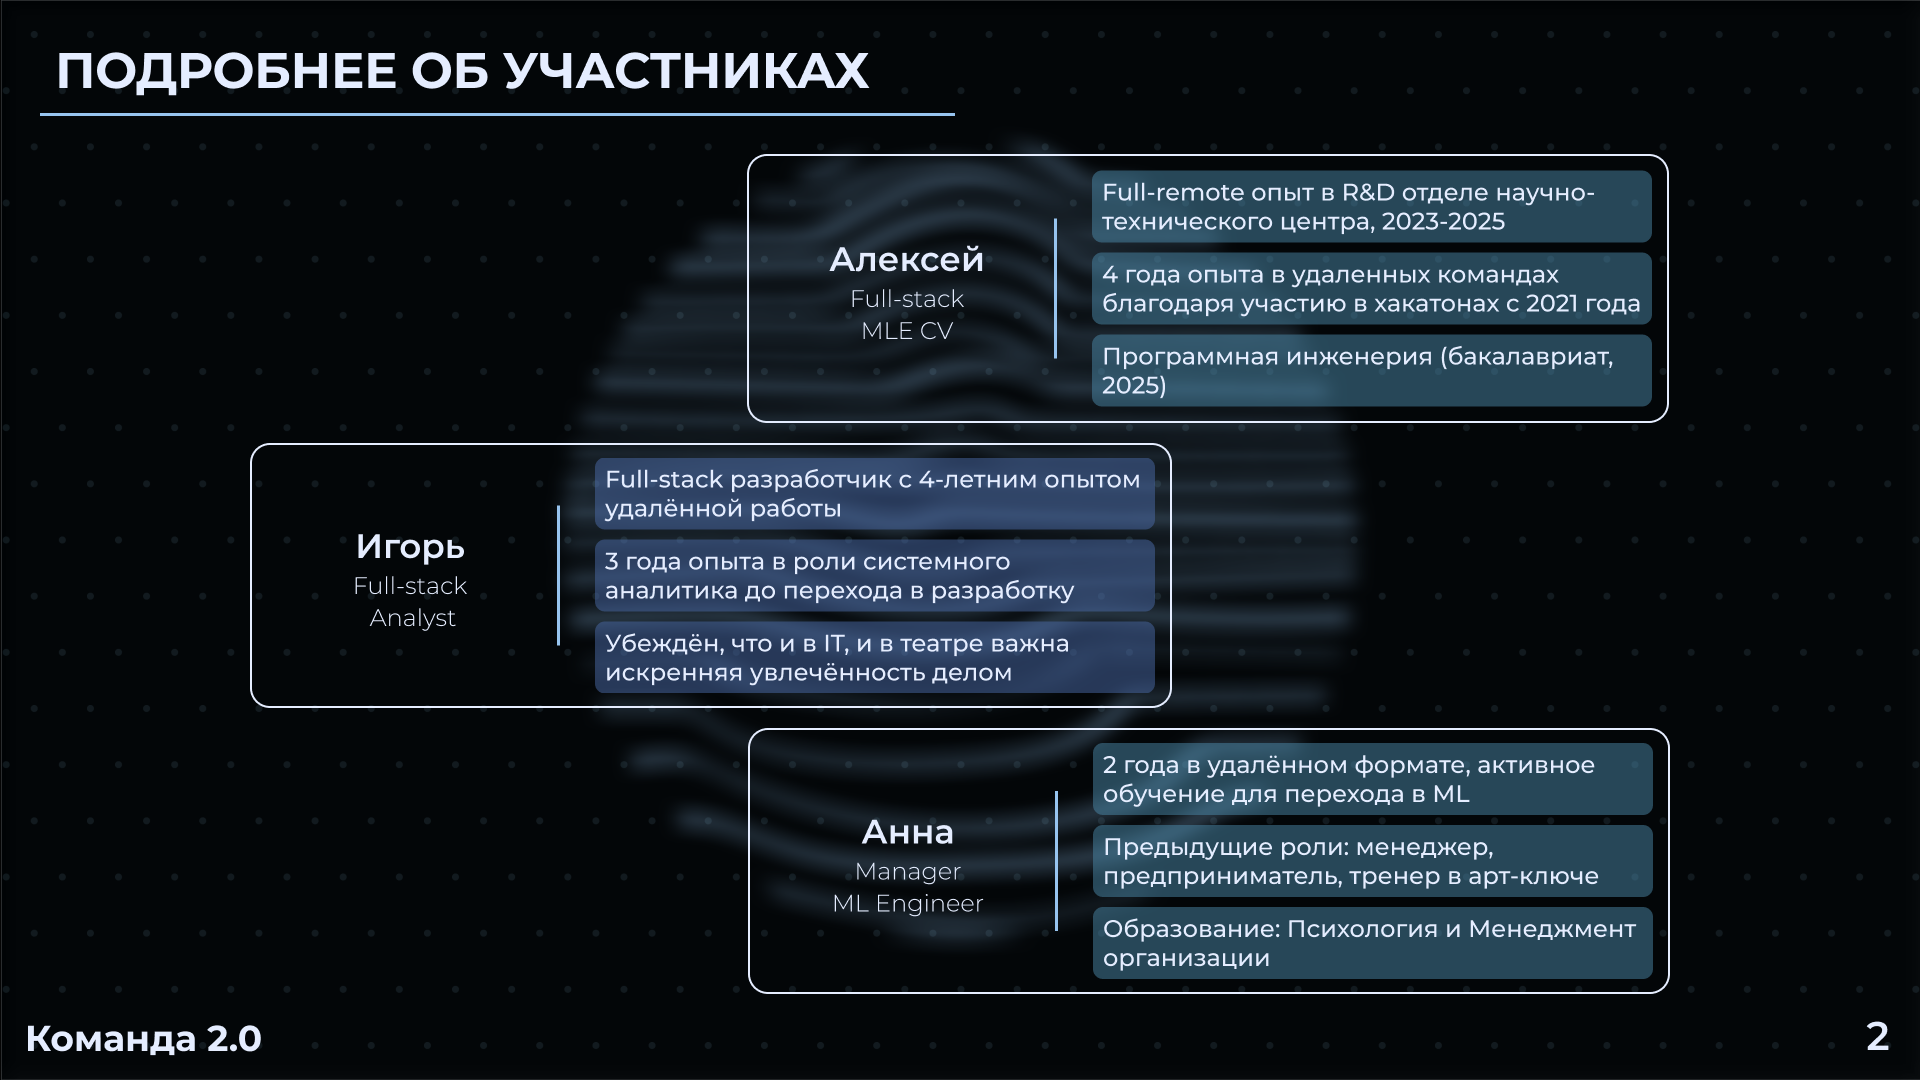 ПОДРОБНЕЕ ОБ УЧАСТНИКАХ
Алексей
Full-stack
MLE CV
Full-remote опыт в R&D отделе научно-
технического центра, 2023-2025
4 года опыта в удаленных командах
благодаря участию в хакатонах с 2021 года
Программная инженерия (бакалавриат,
2025)
Игорь
Full-stack
Analyst
Full-stack разработчик с 4-летним опытом
удалённой работы
3 года опыта в роли системного
аналитика до перехода в разработку
Убеждён, что и в IT, и в театре важна
искренняя увлечённость делом
Анна
Manager
ML Engineer
2 года в удалённом формате, активное
обучение для перехода в ML
Предыдущие роли: менеджер,
предприниматель, тренер в арт-ключе
Образование: Психология и Менеджмент
организации
Команда 2.0
2